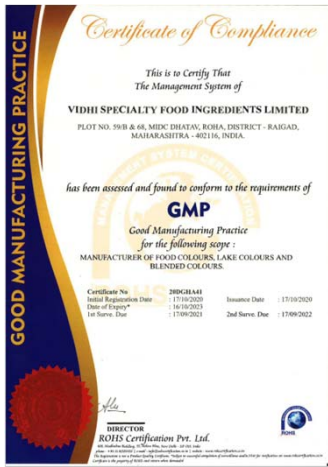 GOOD MANUFACTURING PRACTICE
Certificate of Compliance
This is to Certify That
The Management System of
VIDHI SPECIALTY FOOD INGREDIENTS LIMITED
PLOT NO. 59/B & 68, MIDC DHATAV, ROHA, DISTRICT - RAIGAD,
MAHARASHTRA - 402116, INDIA.
has been assessed and found to conform to the requirements of
GMP
Good Manufacturing Practice
for the following scope :
MANUFACTURER OF FOOD COLOURS, LAKE COLOURS AND
BLENDED COLOURS.
Certificate No : 20DGHA41
Initial Registration Date : 17/10/2020 Issuance Date : 17/10/2020
Date of Expiry* : 16/10/2023
1st Surve. Due : 17/09/2021 2nd Surve. Due : 17/09/2022
DIRECTOR
ROHS Certification Pvt. Ltd.
ROHS